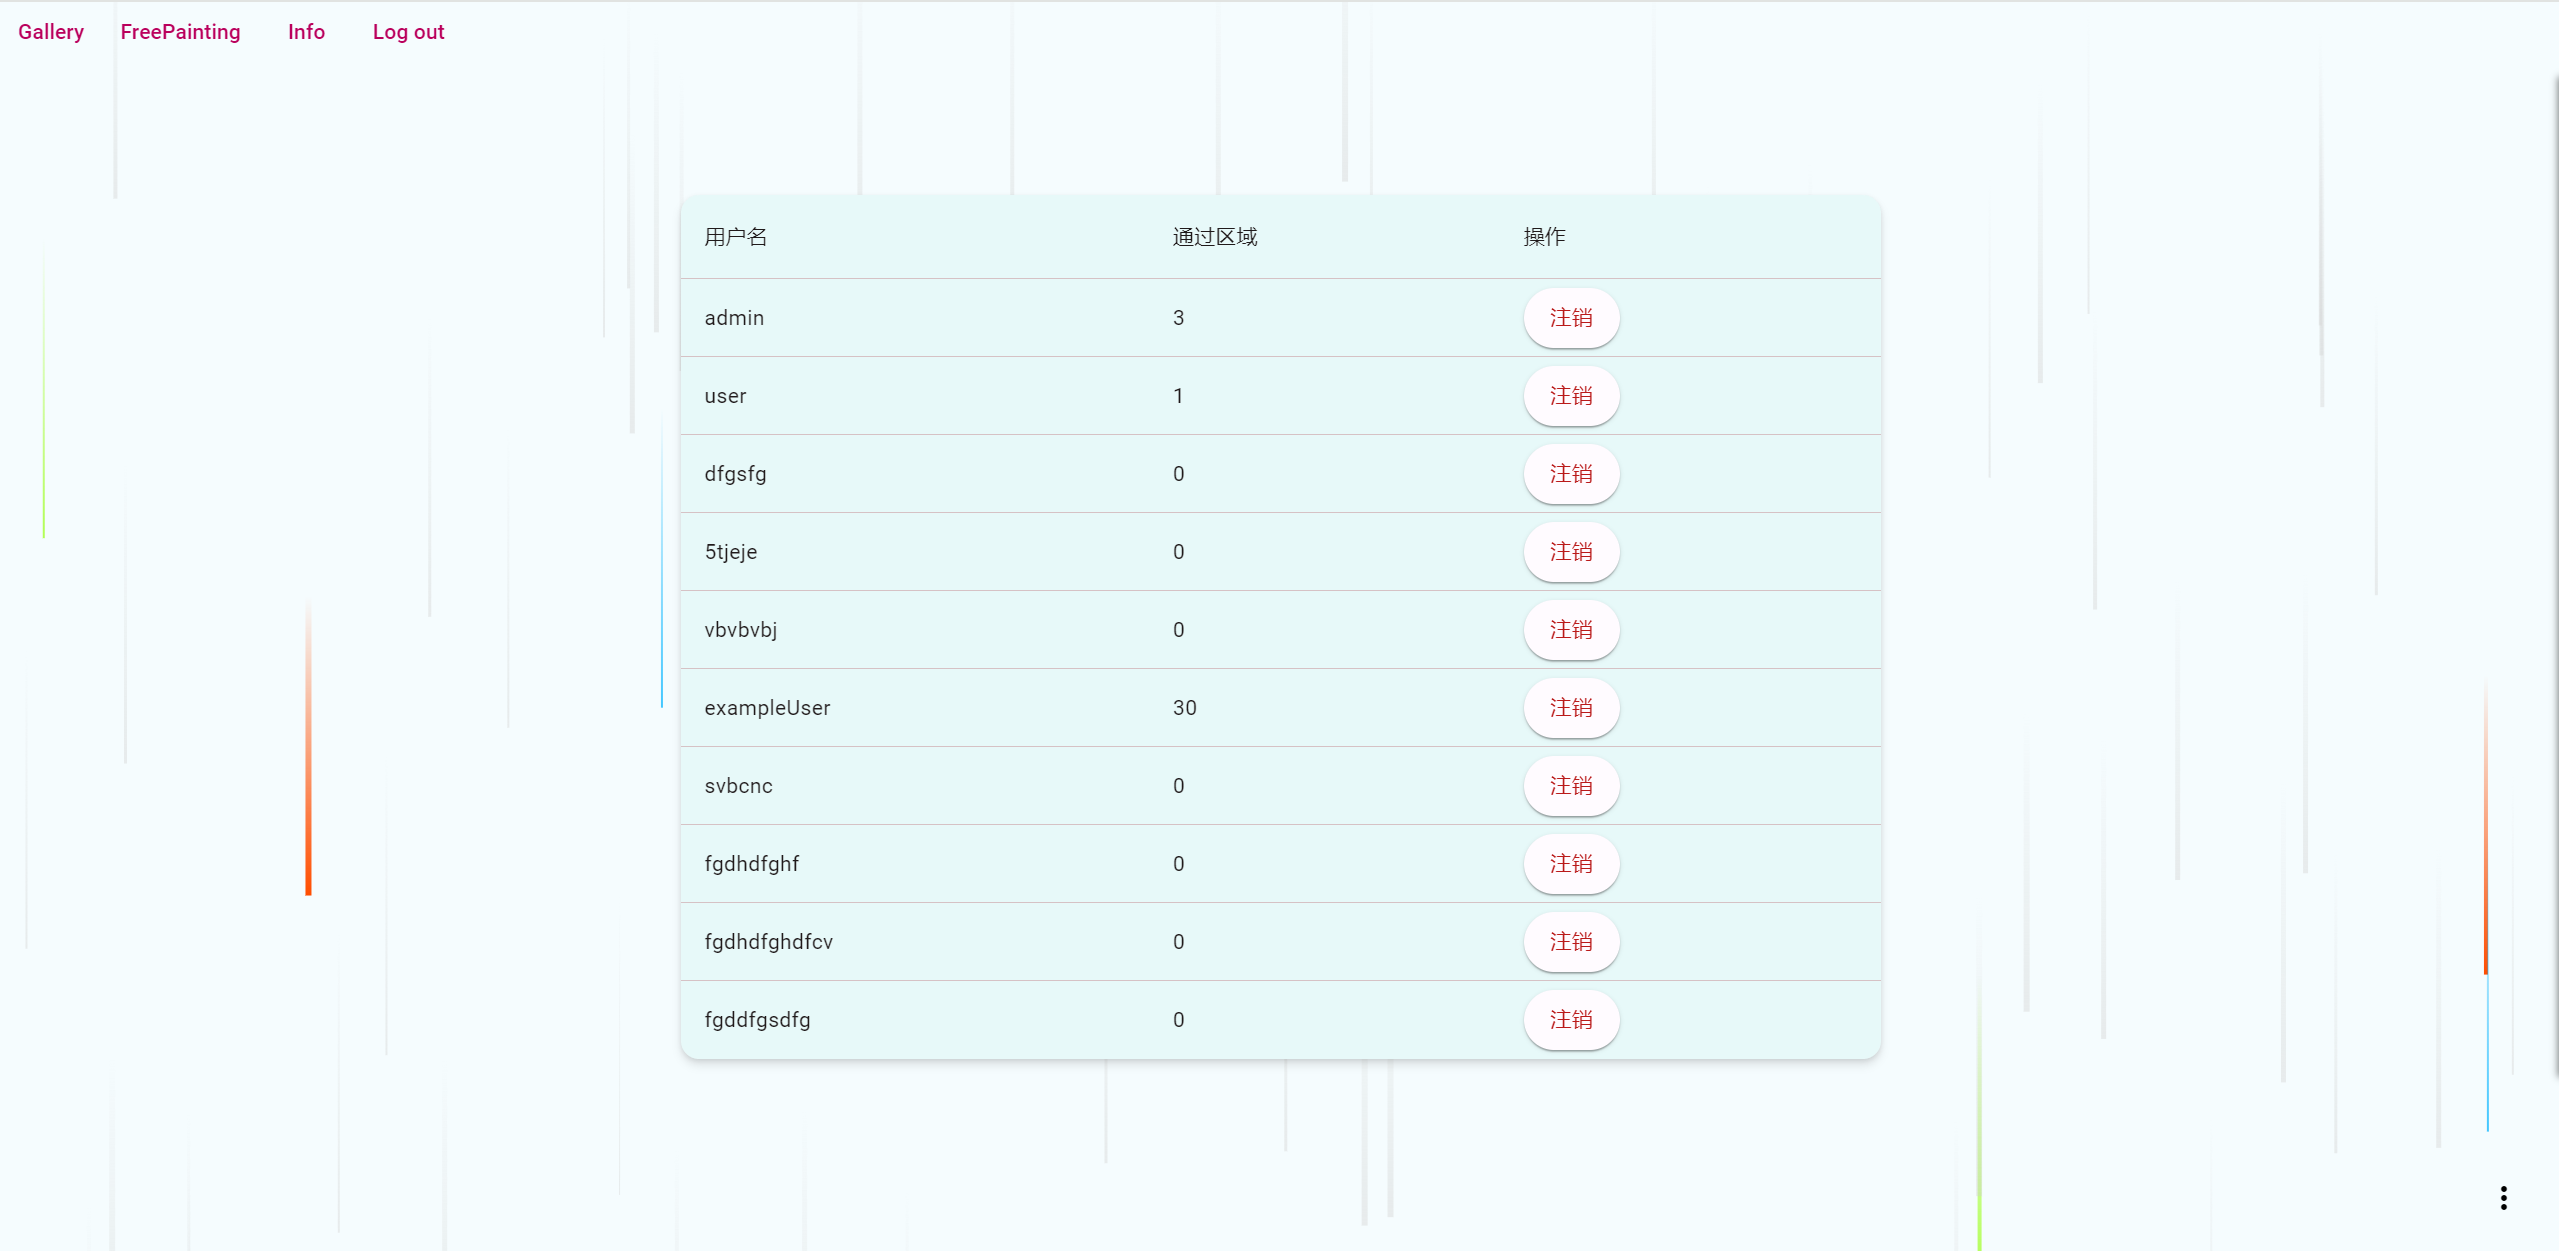 Gallery FreePainting Info Log out
用户名 通过区域 操作
admin 3 注销
user 1 注销
dfgsfg 0 注销
5tjeje 0 注销
vbvbvbj 0 注销
exampleUser 30 注销
svbcnc 0 注销
fgdhdfghf 0 注销
fgdhdfghdfcv 0 注销
fgddfgsdfg 0 注销